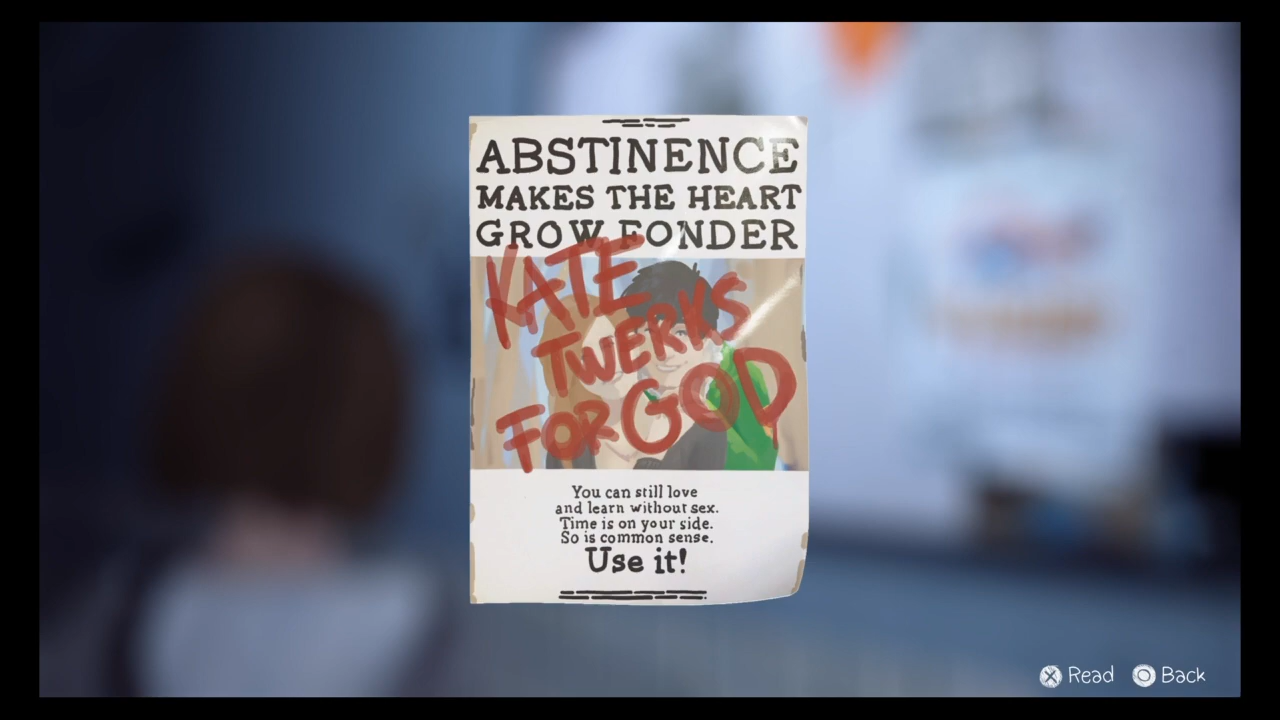 ABSTINENCE
MAKES THE HEART
GROW FONDER
KATE
TWERKS
FOR GOD
You can still love
and learn without sex.
Time is on your side.
So is common sense.
Use it!
Read Back